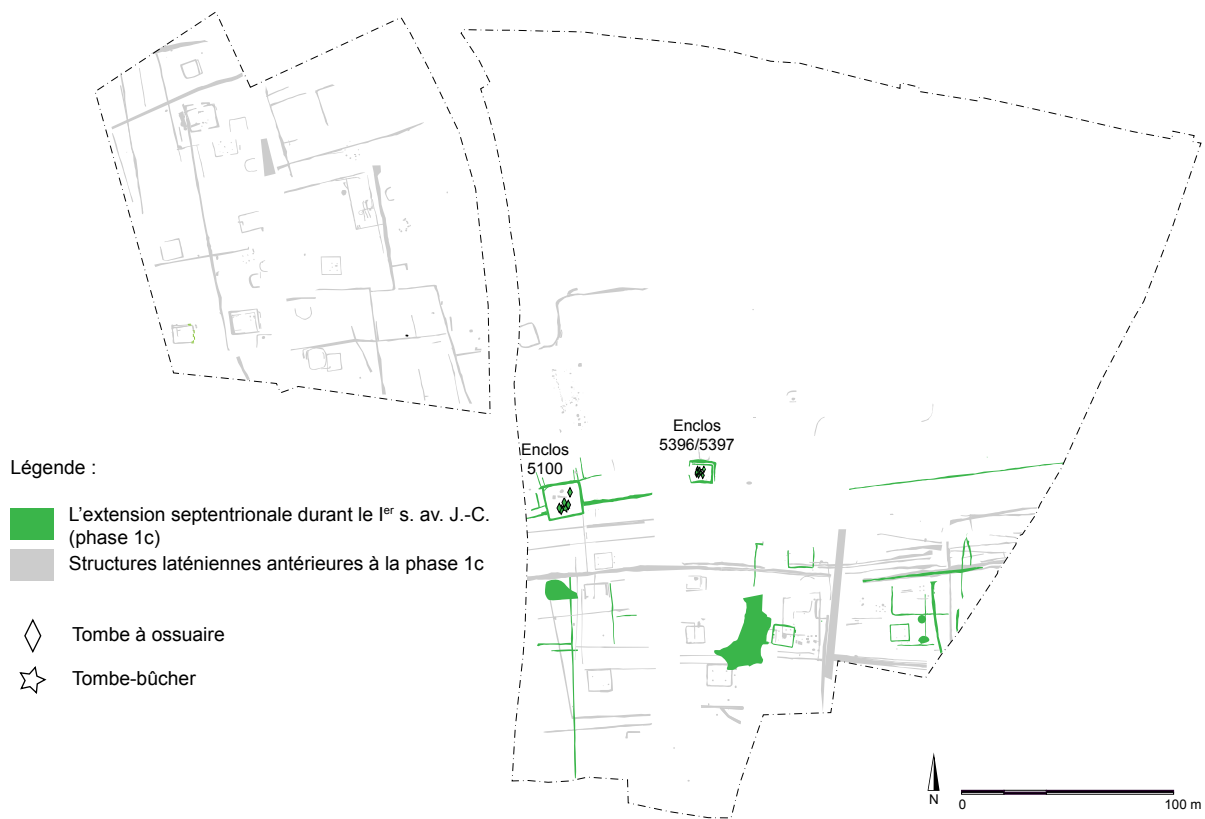 Enclos
5396/5397
Enclos
5100
Légende :
L'extension septentrionale durant le Ier s. av. J.-C.
(phase 1c)
Structures laténiennes antérieures à la phase 1c
Tombe à ossuaire
Tombe-bûcher
N
0
100 m